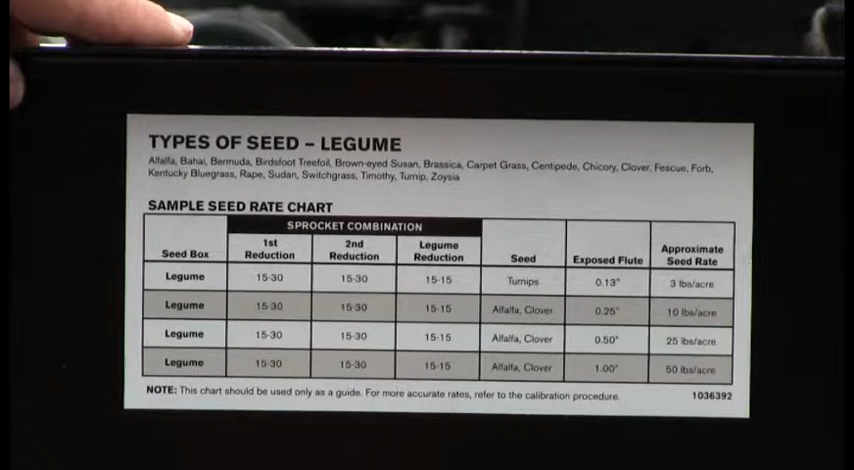 TYPES OF SEED – LEGUME
Alfalfa, Bahai, Bermuda, Birdsfoot Treefoil, Brown-eyed Susan, Brassica, Carpet Grass, Centipede, Chicory, Clover, Fescue, Forb,
Kentucky Bluegrass, Rape, Sudan, Switchgrass, Timothy, Turnip, Zoysia
SAMPLE SEED RATE CHART
SPROCKET COMBINATION
Seed Box 1st Reduction 2nd Reduction Legume Reduction Seed Exposed Flute Approximate Seed Rate
Legume 15-30 15-30 15-15 Turnips 0.13" 3 lbs/acre
Legume 15-30 15-30 15-15 Alfalfa, Clover 0.25" 10 lbs/acre
Legume 15-30 15-30 15-15 Alfalfa, Clover 0.50" 25 lbs/acre
Legume 15-30 15-30 15-15 Alfalfa, Clover 1.00" 50 lbs/acre
NOTE: This chart should be used only as a guide. For more accurate rates, refer to the calibration procedure. 1036392